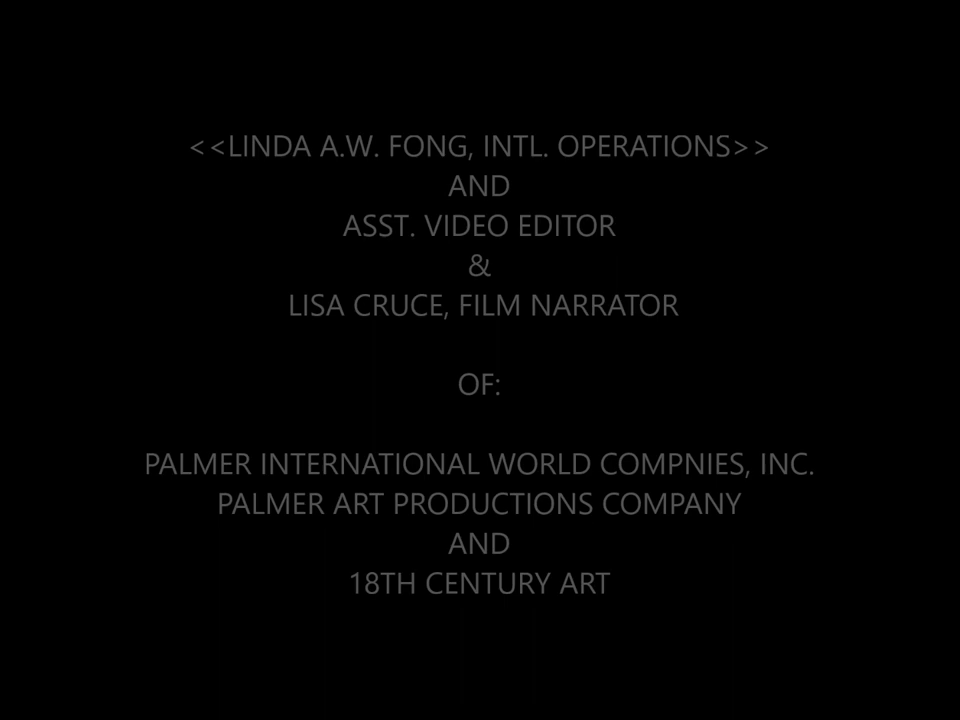 <<LINDA A.W. FONG, INTL. OPERATIONS>>
AND
ASST. VIDEO EDITOR
&
LISA CRUCE, FILM NARRATOR
OF:
PALMER INTERNATIONAL WORLD COMPNIES, INC.
PALMER ART PRODUCTIONS COMPANY
AND
18TH CENTURY ART